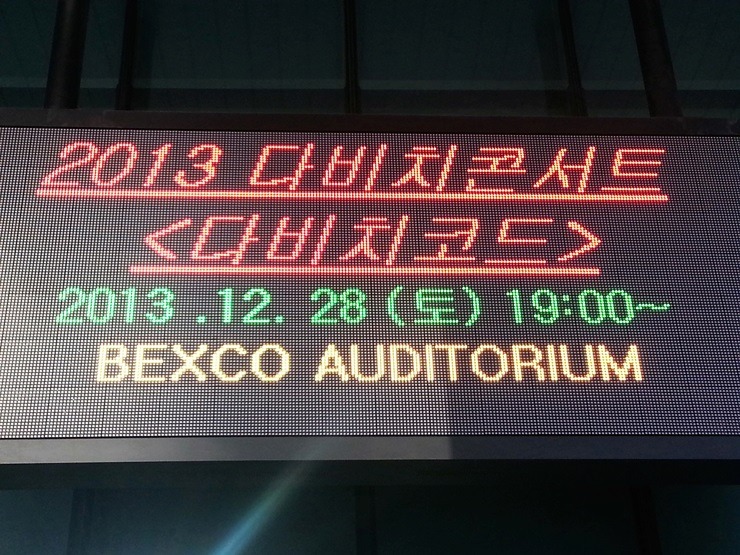 2013 다비치콘서트
<다비치코드>
2013 .12. 28 (토) 19:00~
BEXCO AUDITORIUM